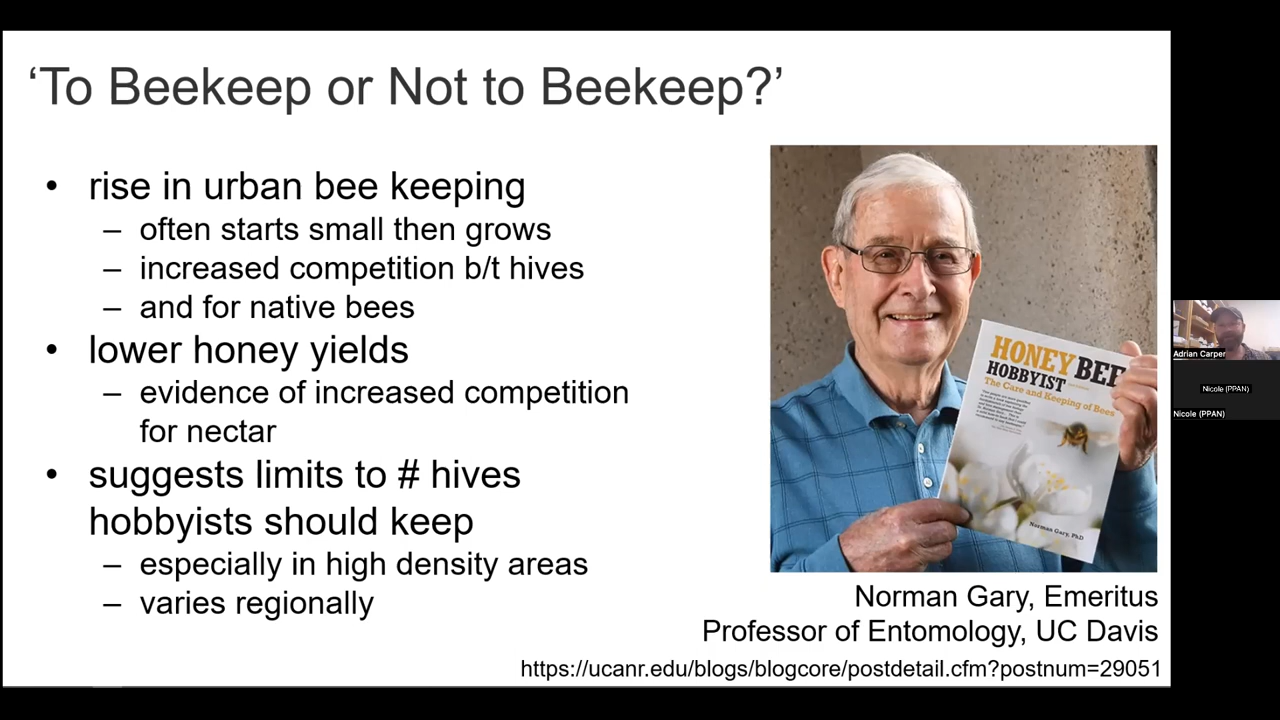 ‘To Beekeep or Not to Beekeep?’
• rise in urban bee keeping
– often starts small then grows
– increased competition b/t hives
– and for native bees
• lower honey yields
– evidence of increased competition
for nectar
• suggests limits to # hives
hobbyists should keep
– especially in high density areas
– varies regionally
HONEY BEE
HOBBYIST
The Care and Keeping of Bees
Norman Gary, PhD
Norman Gary, Emeritus
Professor of Entomology, UC Davis
https://ucanr.edu/blogs/blogcore/postdetail.cfm?postnum=29051
Adrian Carper
Nicole (PPAN)
Nicole (PPAN)